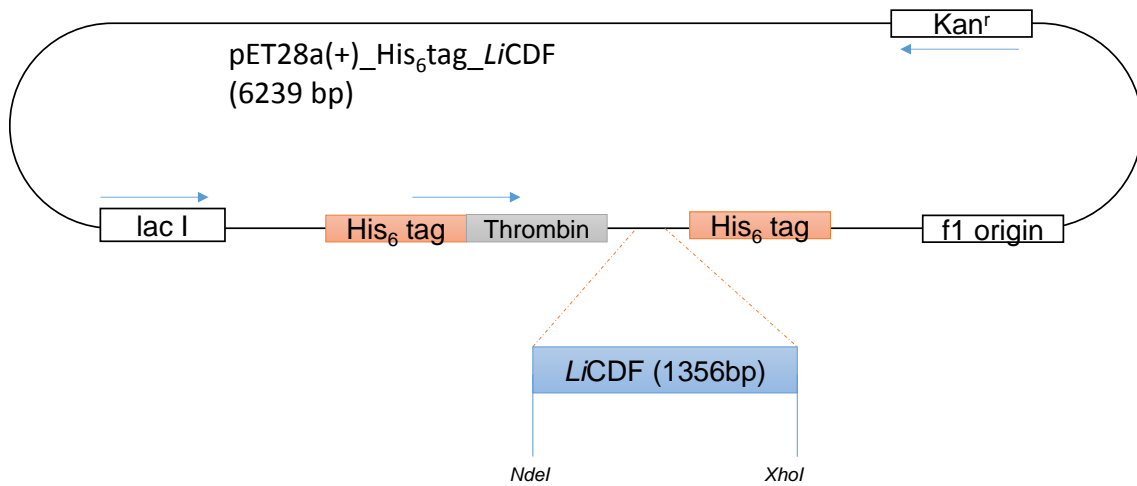 Kanʳ
pET28a(+)_His₆tag_LiCDF
(6239 bp)
lac I
His₆ tag
Thrombin
His₆ tag
f1 origin
LiCDF (1356bp)
NdeI
XhoI